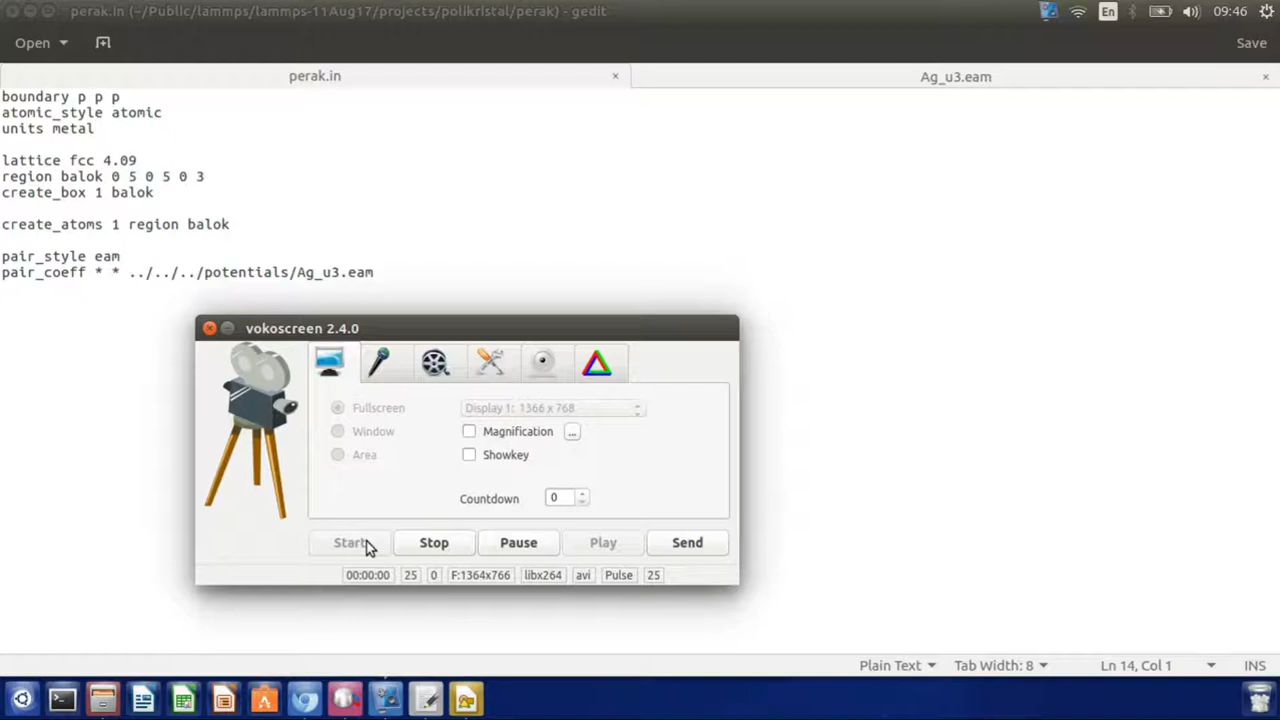 perak.in (~/Public/lammps/lammps-11Aug17/projects/polikristal/perak) - gedit
En
09:46
Open
Save
perak.in ×
Ag_u3.eam ×
boundary p p p
atomic_style atomic
units metal
lattice fcc 4.09
region balok 0 5 0 5 0 3
create_box 1 balok
create_atoms 1 region balok
pair_style eam
pair_coeff * * ../../../potentials/Ag_u3.eam
vokoscreen 2.4.0
Fullscreen
Display 1: 1366 x 768
Window
Magnification ...
Area
Showkey
Countdown 0
Start Stop Pause Play Send
00:00:00 25 0 F:1364x766 libx264 avi Pulse 25
Plain Text Tab Width: 8 Ln 14, Col 1 INS